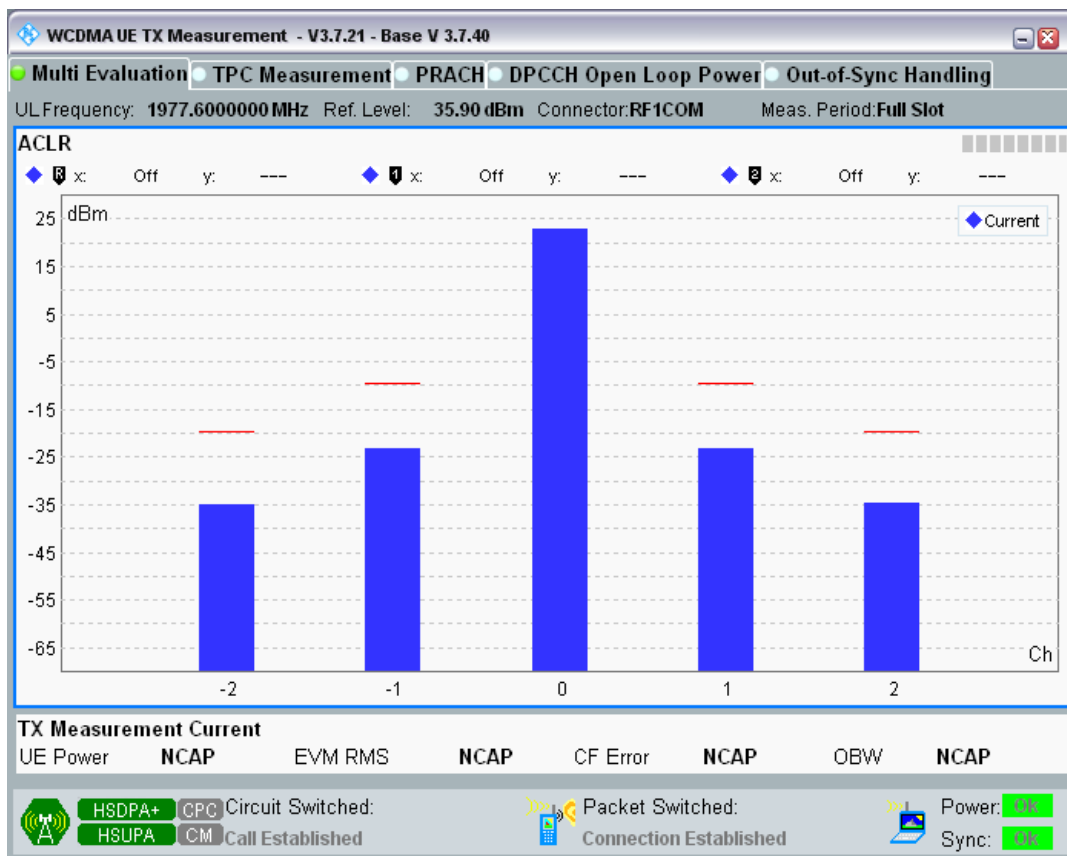 WCDMA UE TX Measurement - V3.7.21 - Base V 3.7.40
Multi Evaluation TPC Measurement PRACH DPCCH Open Loop Power Out-of-Sync Handling
UL Frequency: 1977.6000000 MHz Ref. Level: 35.90 dBm Connector:RF1COM Meas. Period:Full Slot
ACLR
R x: Off y: --- 1 x: Off y: --- 2 x: Off y: ---
dBm
Current
25
15
5
-5
-15
-25
-35
-45
-55
-65
Ch
-2 -1 0 1 2
TX Measurement Current
UE Power NCAP EVM RMS NCAP CF Error NCAP OBW NCAP
HSDPA+ CPC Circuit Switched: Packet Switched: Power: Ok
HSUPA CM Call Established Connection Established Sync: Ok